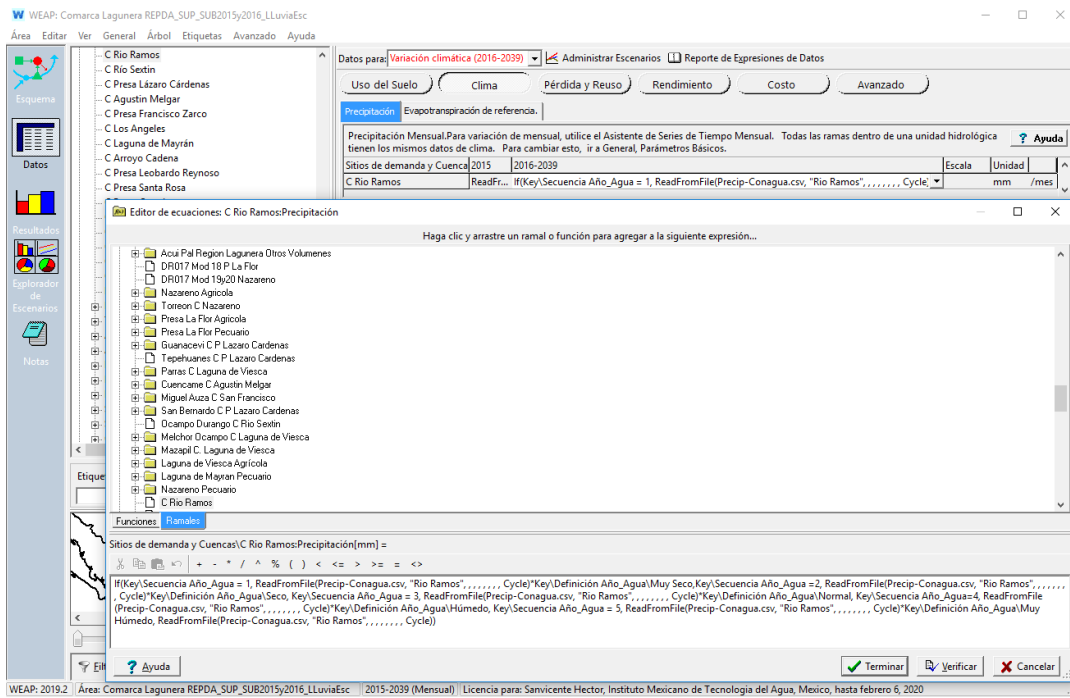 WEAP: Comarca Lagunera REPDA_SUP_SUB2015y2016_LLuviaEsc
Área Editar Ver General Árbol Etiquetas Avanzado Ayuda
Esquema
Datos
Resultados
Explorador
de
Escenarios
Notas
C Rio Ramos
C Río Sextin
C Presa Lázaro Cárdenas
C Agustin Melgar
C Presa Francisco Zarco
C Los Angeles
C Laguna de Mayrán
C Arroyo Cadena
C Presa Leobardo Reynoso
C Presa Santa Rosa
Datos para: Variación climática (2016-2039) Administrar Escenarios Reporte de Expresiones de Datos
Uso del Suelo Clima Pérdida y Reuso Rendimiento Costo Avanzado
Precipitación Evapotranspiración de referencia.
Precipitación Mensual.Para variación de mensual, utilice el Asistente de Series de Tiempo Mensual. Todas las ramas dentro de una unidad hidrológica
tienen los mismos datos de clima. Para cambiar esto, ir a General, Parámetros Básicos.
? Ayuda
Sitios de demanda y Cuenca 2015 2016-2039 Escala Unidad
C Rio Ramos ReadFr... If(Key\Secuencia Año_Agua = 1, ReadFromFile(Precip-Conagua.csv, "Rio Ramos", , , , , , , , Cycle) mm /mes
Editor de ecuaciones: C Rio Ramos:Precipitación
Haga clic y arrastre un ramal o función para agregar a la siguiente expresión...
Acui Pal Region Lagunera Otros Volumenes
DR017 Mod 18 P La Flor
DR017 Mod 19y20 Nazareno
Nazareno Agricola
Torreon C Nazareno
Presa La Flor Agricola
Presa La Flor Pecuario
Guanacevi C P Lazaro Cardenas
Tepehuanes C P Lazaro Cardenas
Parras C Laguna de Viesca
Cuencame C Agustin Melgar
Miguel Auza C San Francisco
San Bernardo C P Lazaro Cardenas
Ocampo Durango C Rio Sextin
Melchor Ocampo C Laguna de Viesca
Mazapil C. Laguna de Viesca
Laguna de Viesca Agrícola
Laguna de Mayran Pecuario
Nazareno Pecuario
C Rio Ramos
Etique
Funciones Ramales
Sitios de demanda y Cuencas\C Rio Ramos:Precipitación[mm] =
+ - * / ^ % ( ) < <= > >= = <>
If(Key\Secuencia Año_Agua = 1, ReadFromFile(Precip-Conagua.csv, "Rio Ramos", , , , , , , , Cycle)*Key\Definición Año_Agua\Muy Seco,Key\Secuencia Año_Agua =2, ReadFromFile(Precip-Conagua.csv, "Rio Ramos", , , , , , ,
, Cycle)*Key\Definición Año_Agua\Seco, Key\Secuencia Año_Agua = 3, ReadFromFile(Precip-Conagua.csv, "Rio Ramos", , , , , , , , Cycle)*Key\Definición Año_Agua\Normal, Key\Secuencia Año_Agua=4, ReadFromFile
(Precip-Conagua.csv, "Rio Ramos", , , , , , , , Cycle)*Key\Definición Año_Agua\Húmedo, Key\Secuencia Año_Agua = 5, ReadFromFile(Precip-Conagua.csv, "Rio Ramos", , , , , , , , Cycle)*Key\Definición Año_Agua\Muy
Húmedo, ReadFromFile(Precip-Conagua.csv, "Rio Ramos", , , , , , , , Cycle))
Filt
? Ayuda Terminar Verificar Cancelar
WEAP: 2019.2 Área: Comarca Lagunera REPDA_SUP_SUB2015y2016_LLuviaEsc 2015-2039 (Mensual) Licencia para: Sanvicente Hector, Instituto Mexicano de Tecnologia del Agua, Mexico, hasta febrero 6, 2020